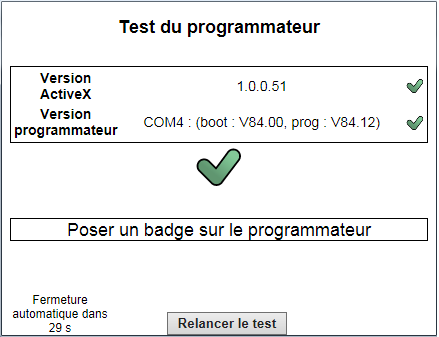 Test du programmateur
Version
ActiveX
1.0.0.51
Version
programmateur
COM4 : (boot : V84.00, prog : V84.12)
Poser un badge sur le programmateur
Fermeture
automatique dans
29 s
Relancer le test